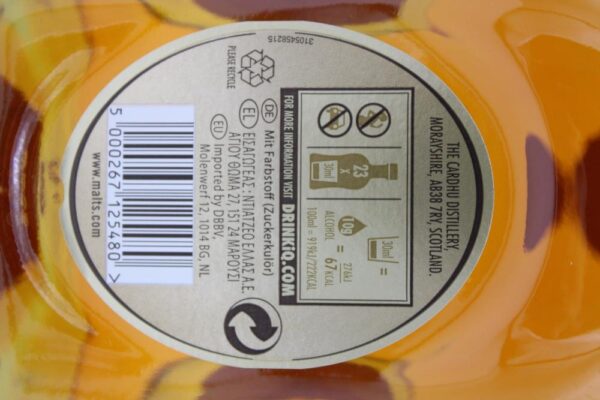 THE CARDHU DISTILLERY,
MORAYSHIRE, AB38 7RY, SCOTLAND.
23
x
30ml
30ml =
10g
ALCOHOL
=
276kJ
67KCAL
100ml = 919kJ/222KCAL
FOR MORE INFORMATION VISIT DRINKiQ.COM
DE Mit Farbstoff (Zuckerkulör)
EL ΕΙΣΑΓΩΓΕΑΣ: ΝΤΙΑΤΖΕΟ ΕΛΛΑΣ Α.Ε
ΑΓΙΟΥ ΘΩΜΑ 27, 151 24 ΜΑΡΟΥΣΙ
EU Imported by DBBV,
Molenwerf 12, 1014 BG, NL
PLEASE RECYCLE
3105458215
5 000267 125480 >
www.malts.com